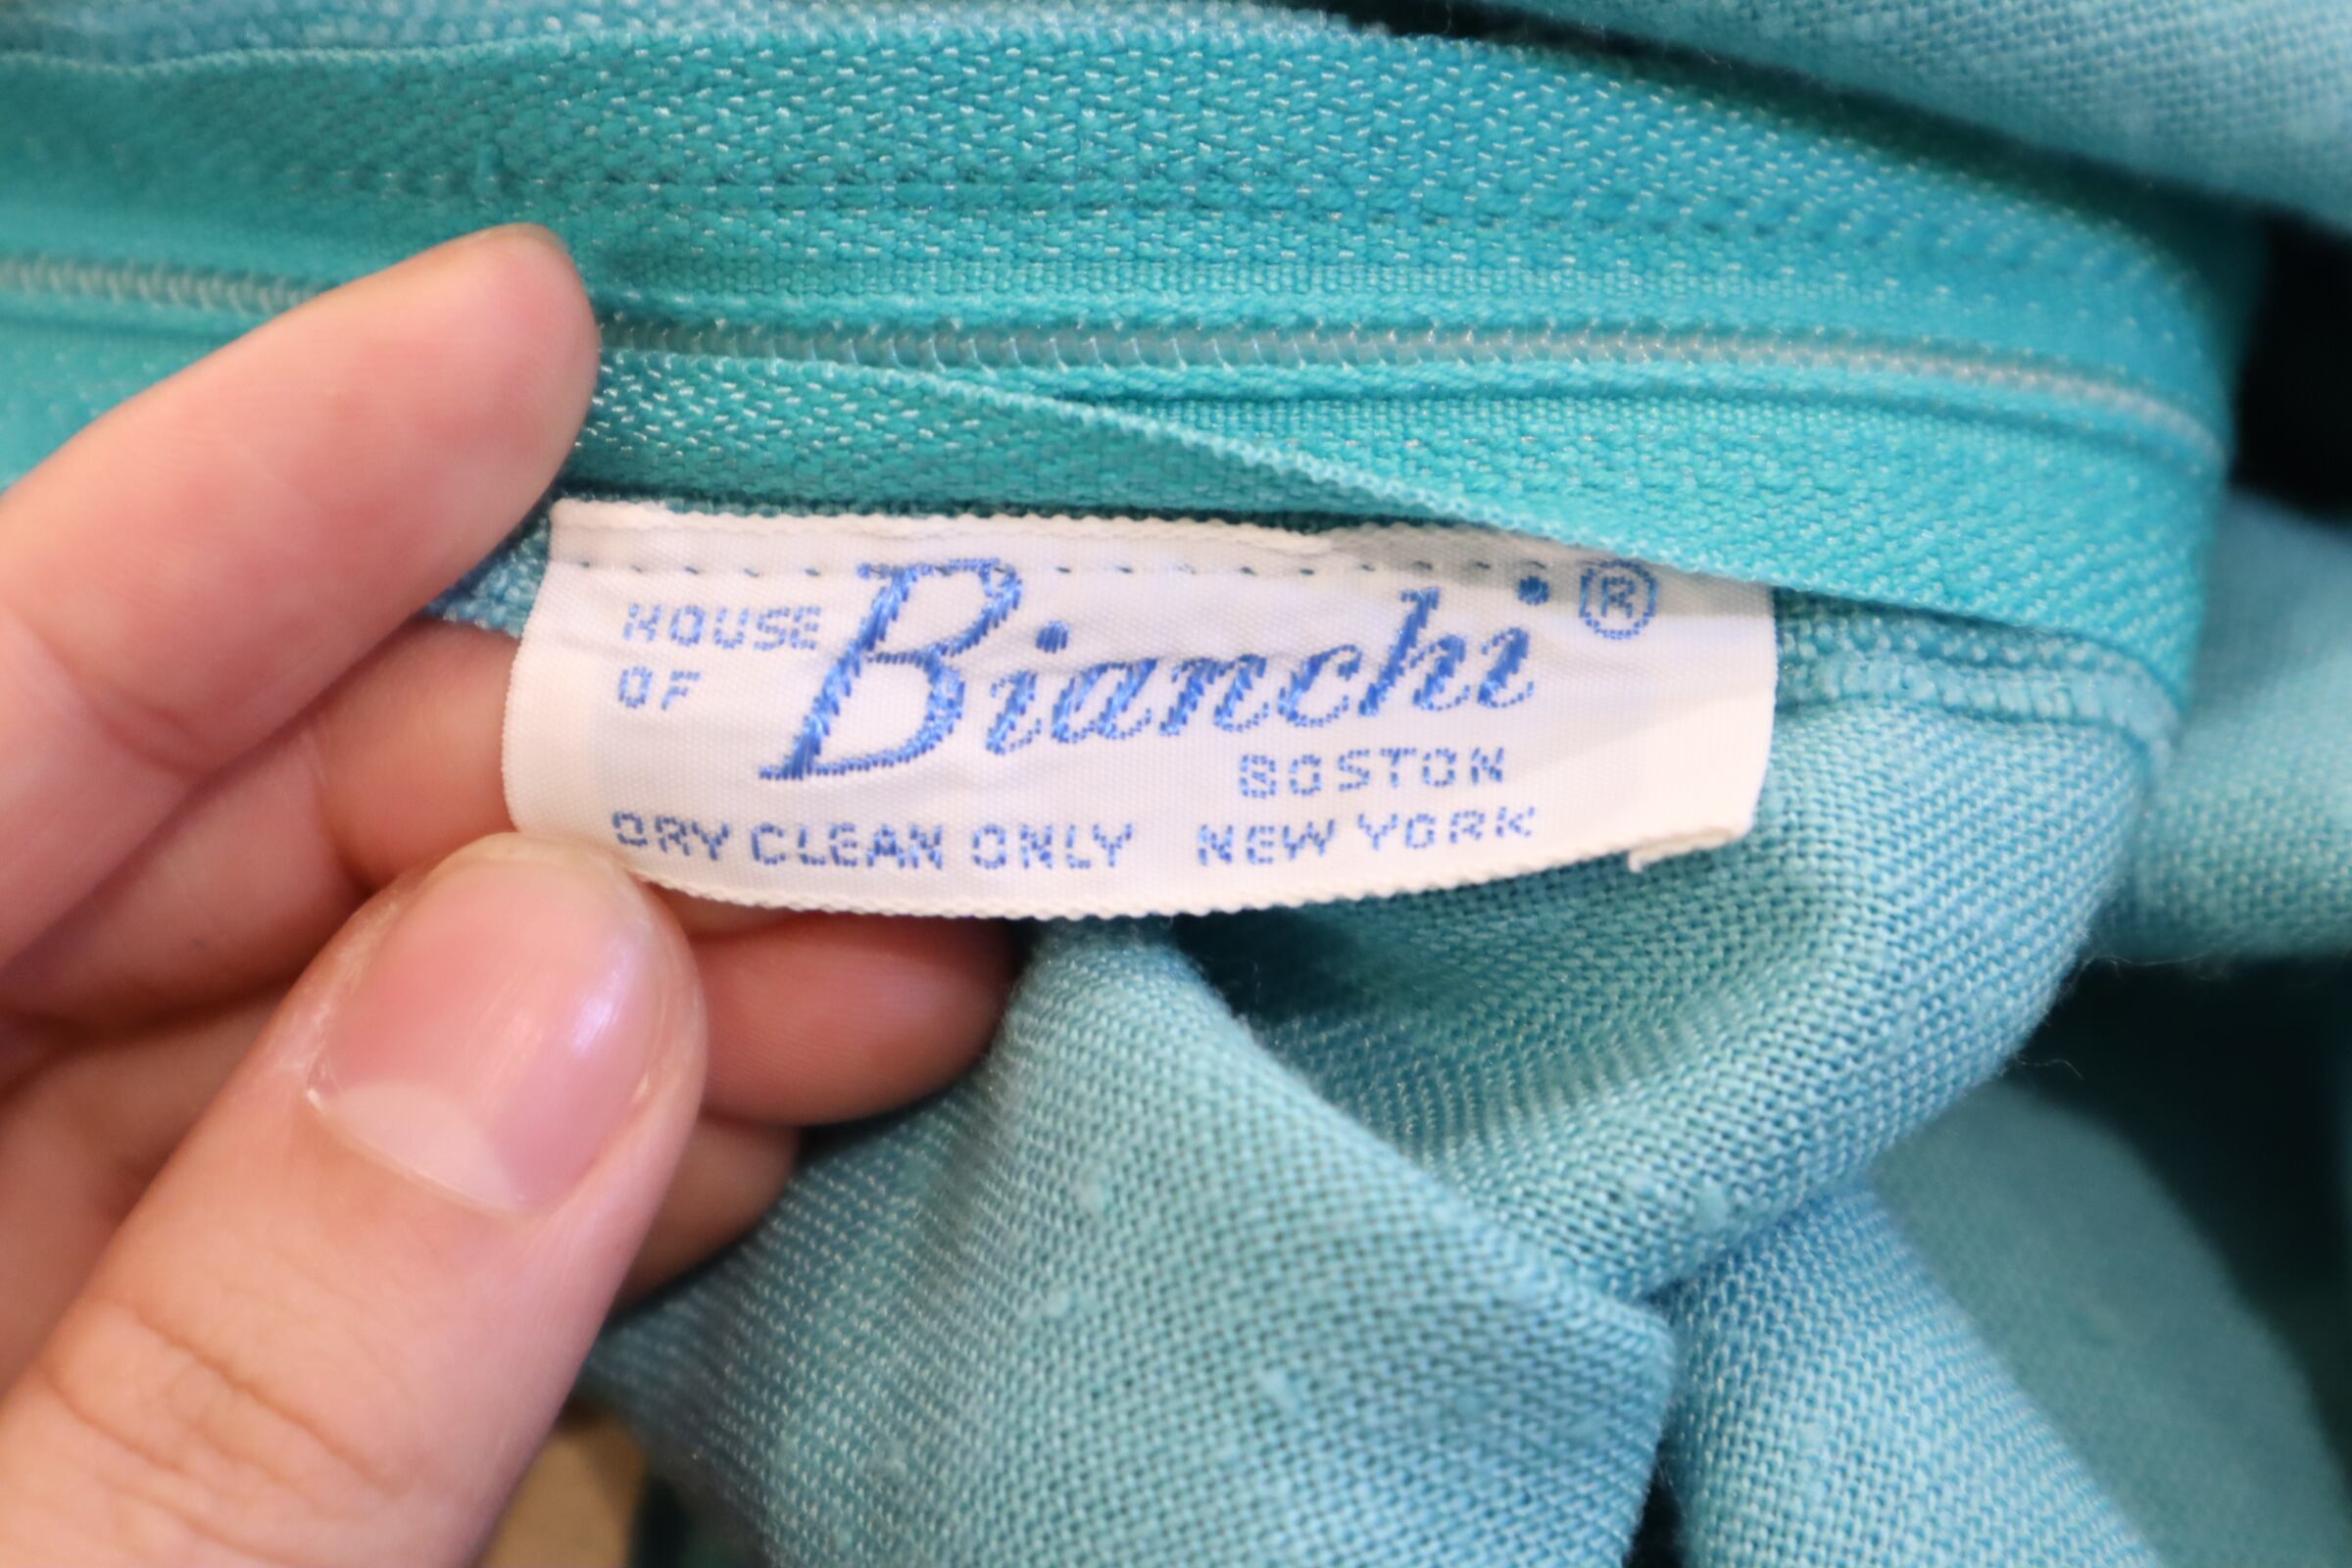 HOUSE
OF
Bianchi ®
BOSTON
DRY CLEAN ONLY NEW YORK